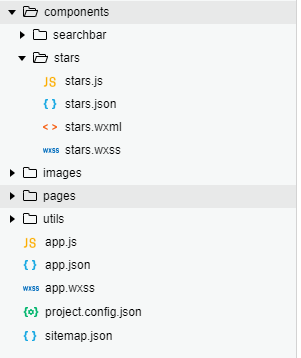 components
searchbar
stars
JS stars.js
{ } stars.json
< > stars.wxml
wxss stars.wxss
images
pages
utils
JS app.js
{ } app.json
wxss app.wxss
{o} project.config.json
{ } sitemap.json